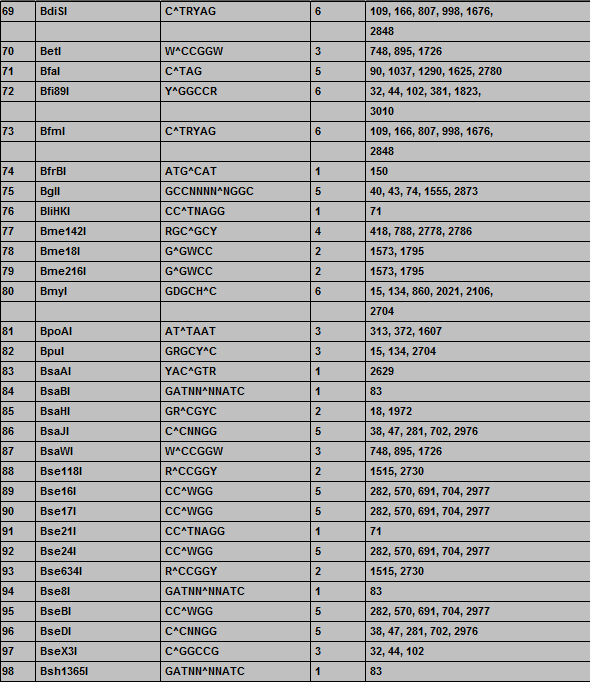 69 BdiSI C^TRYAG 6 109, 166, 807, 998, 1676,
2848
70 BetI W^CCGGW 3 748, 895, 1726
71 BfaI C^TAG 5 90, 1037, 1290, 1625, 2780
72 Bfi89I Y^GGCCR 6 32, 44, 102, 381, 1823,
3010
73 BfmI C^TRYAG 6 109, 166, 807, 998, 1676,
2848
74 BfrBI ATG^CAT 1 150
75 BglI GCCNNNN^NGGC 5 40, 43, 74, 1555, 2873
76 BliHKI CC^TNAGG 1 71
77 Bme142I RGC^GCY 4 418, 788, 2778, 2786
78 Bme18I G^GWCC 2 1573, 1795
79 Bme216I G^GWCC 2 1573, 1795
80 BmyI GDGCH^C 6 15, 134, 860, 2021, 2106,
2704
81 BpoAI AT^TAAT 3 313, 372, 1607
82 BpuI GRGCY^C 3 15, 134, 2704
83 BsaAI YAC^GTR 1 2629
84 BsaBI GATNN^NNATC 1 83
85 BsaHI GR^CGYC 2 18, 1972
86 BsaJI C^CNNGG 5 38, 47, 281, 702, 2976
87 BsaWI W^CCGGW 3 748, 895, 1726
88 Bse118I R^CCGGY 2 1515, 2730
89 Bse16I CC^WGG 5 282, 570, 691, 704, 2977
90 Bse17I CC^WGG 5 282, 570, 691, 704, 2977
91 Bse21I CC^TNAGG 1 71
92 Bse24I CC^WGG 5 282, 570, 691, 704, 2977
93 Bse634I R^CCGGY 2 1515, 2730
94 Bse8I GATNN^NNATC 1 83
95 BseBI CC^WGG 5 282, 570, 691, 704, 2977
96 BseDI C^CNNGG 5 38, 47, 281, 702, 2976
97 BseX3I C^GGCCG 3 32, 44, 102
98 Bsh1365I GATNN^NNATC 1 83